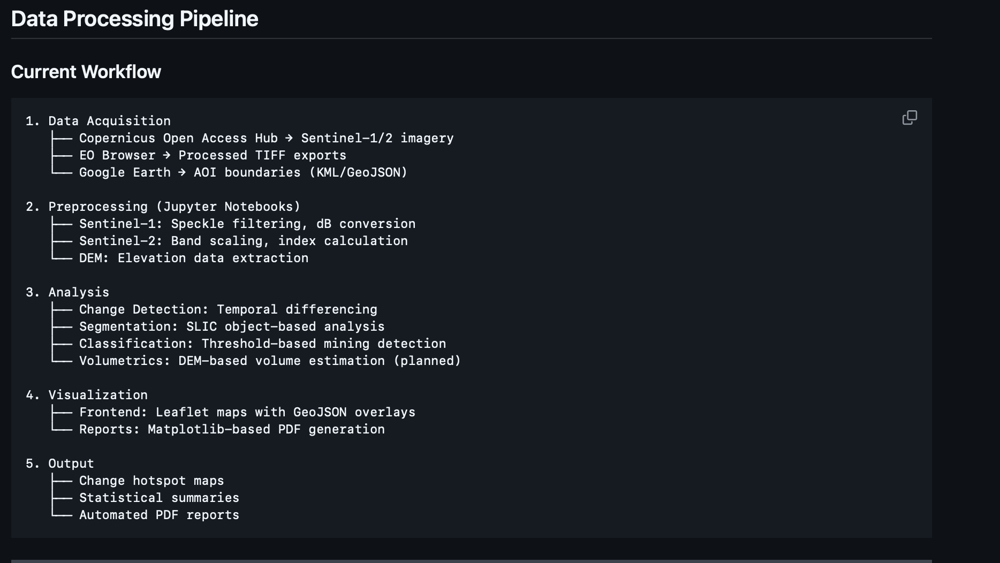 Data Processing Pipeline
Current Workflow
1. Data Acquisition
├── Copernicus Open Access Hub → Sentinel-1/2 imagery
├── EO Browser → Processed TIFF exports
└── Google Earth → AOI boundaries (KML/GeoJSON)
2. Preprocessing (Jupyter Notebooks)
├── Sentinel-1: Speckle filtering, dB conversion
├── Sentinel-2: Band scaling, index calculation
└── DEM: Elevation data extraction
3. Analysis
├── Change Detection: Temporal differencing
├── Segmentation: SLIC object-based analysis
├── Classification: Threshold-based mining detection
└── Volumetrics: DEM-based volume estimation (planned)
4. Visualization
├── Frontend: Leaflet maps with GeoJSON overlays
└── Reports: Matplotlib-based PDF generation
5. Output
├── Change hotspot maps
├── Statistical summaries
└── Automated PDF reports